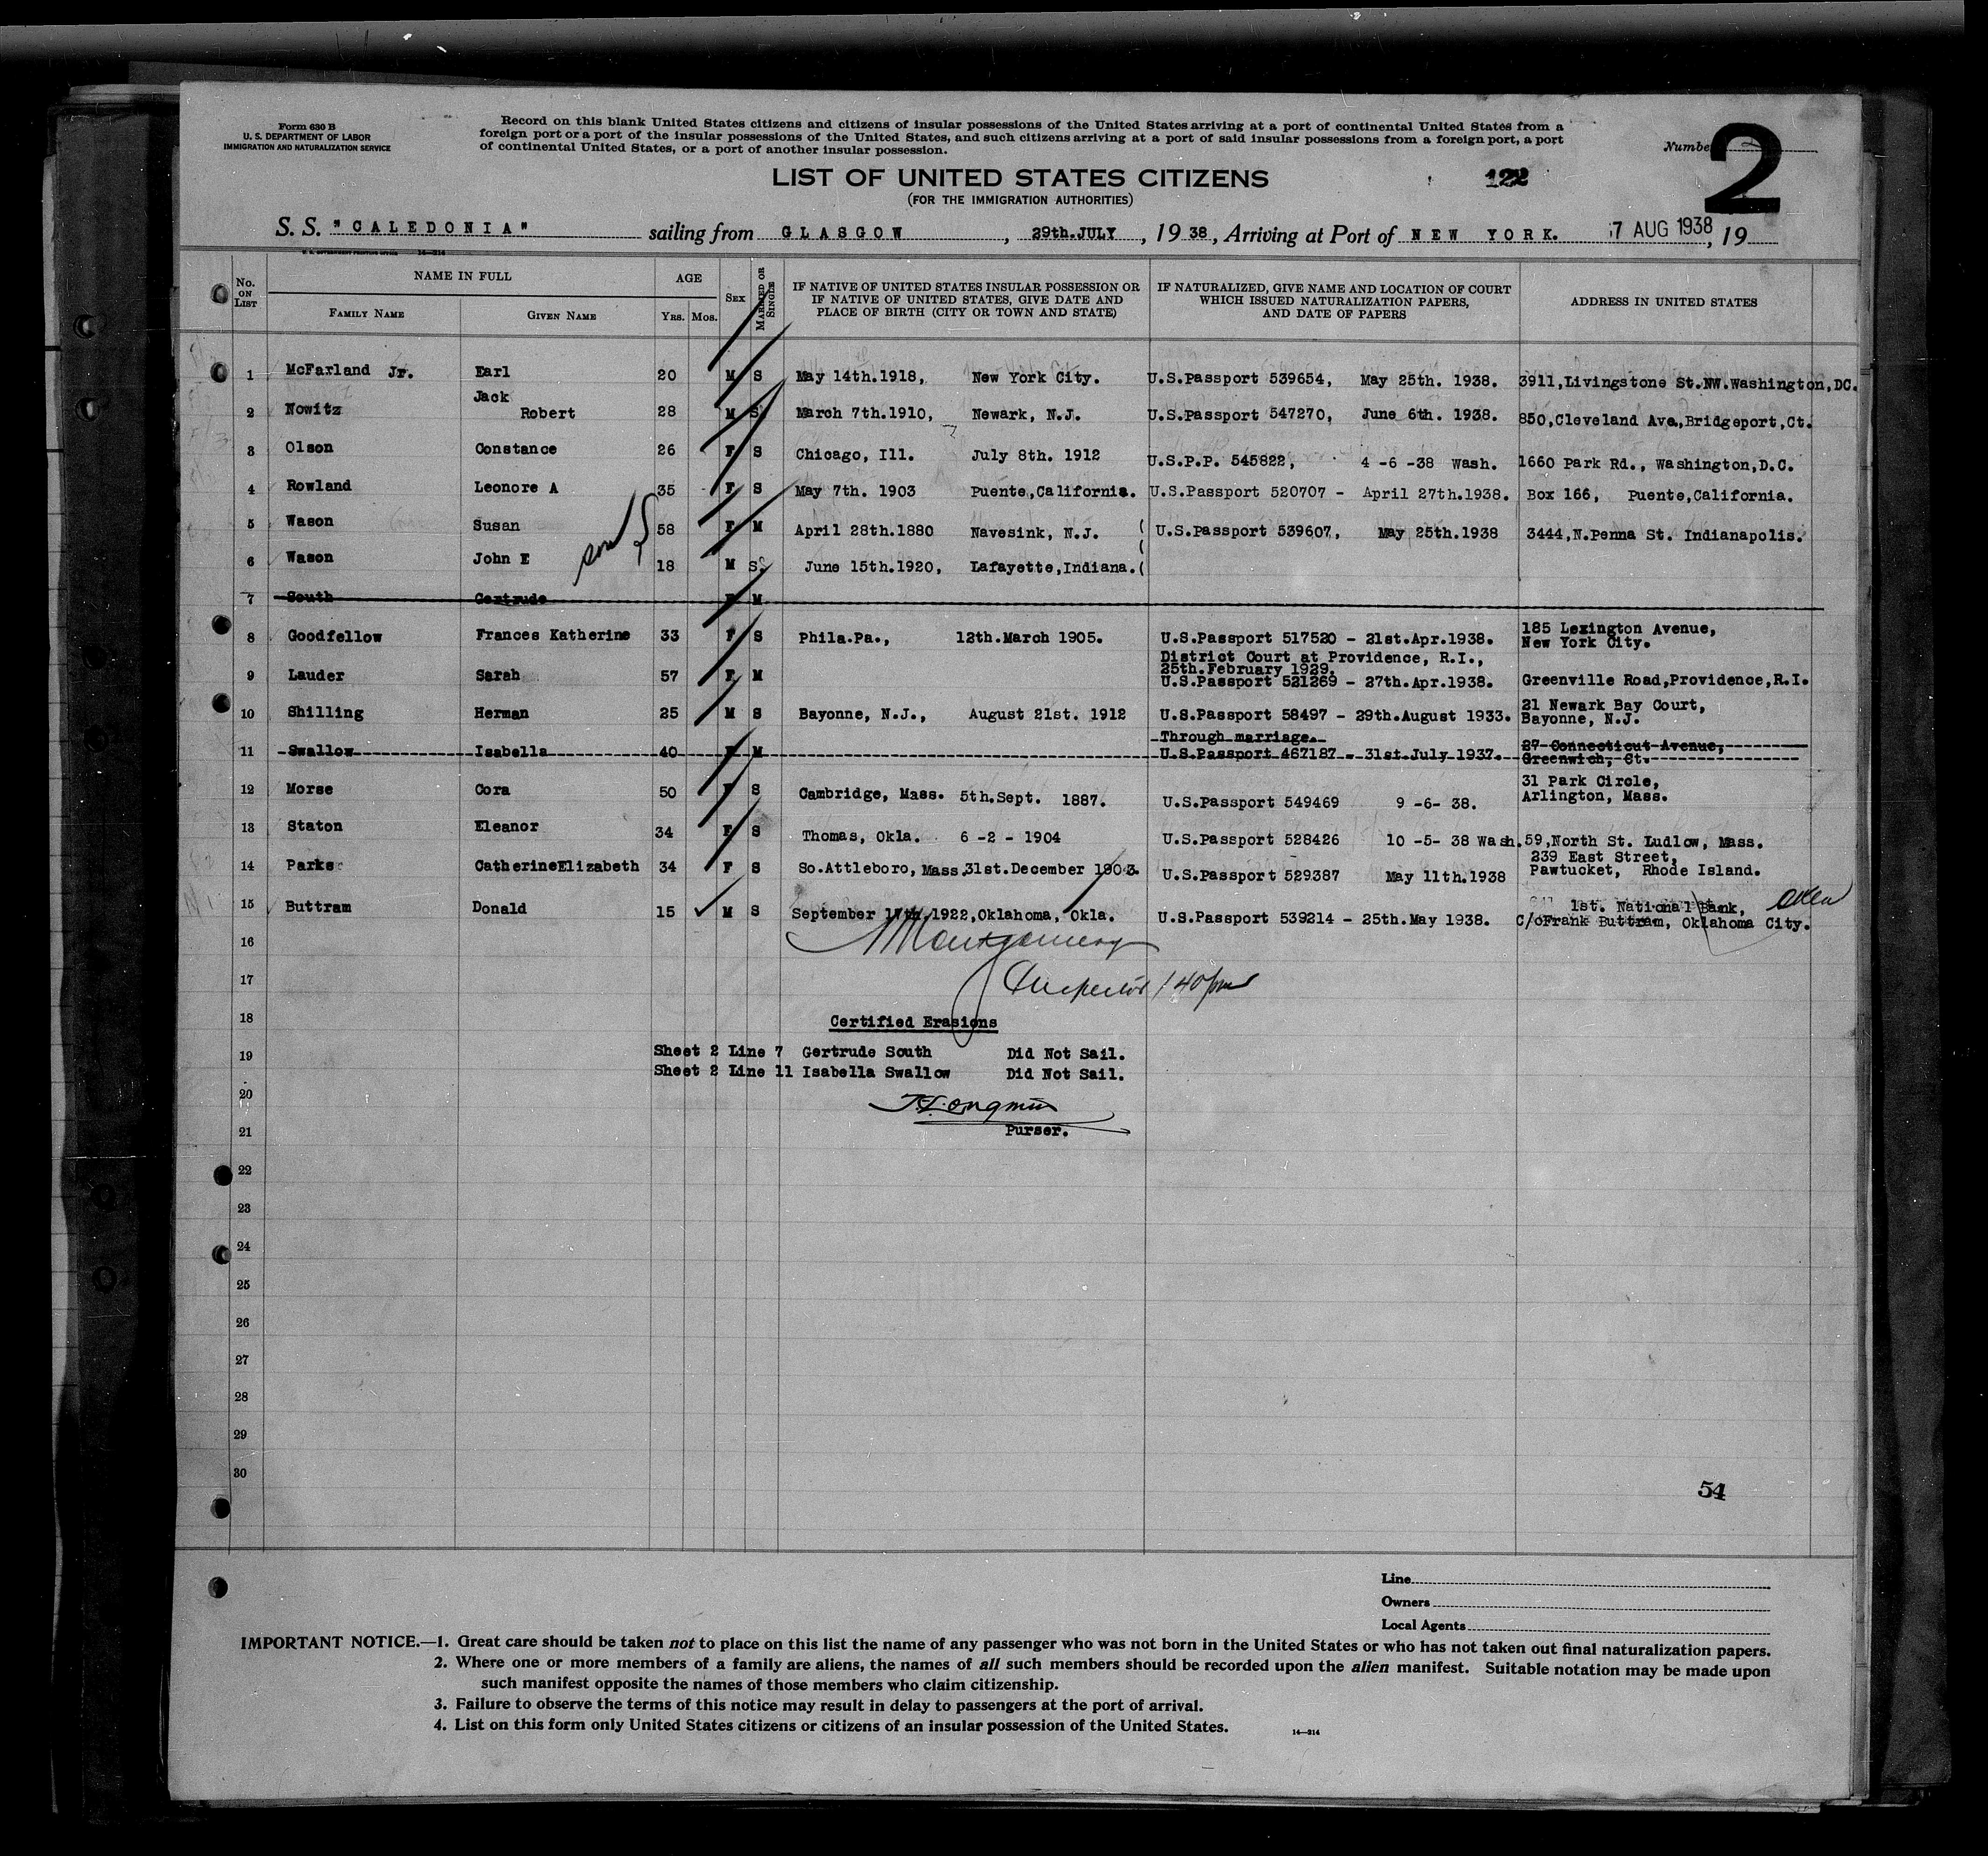 Form 630 B
U. S. DEPARTMENT OF LABOR
IMMIGRATION AND NATURALIZATION SERVICE
Record on this blank United States citizens and citizens of insular possessions of the United States arriving at a port of continental United States from a
foreign port or a port of the insular possessions of the United States, and such citizens arriving at a port of said insular possessions from a foreign port, a port
of continental United States, or a port of another insular possession.
Number 2
LIST OF UNITED STATES CITIZENS
122
(FOR THE IMMIGRATION AUTHORITIES)
S. S. "CALEDONIA" sailing from GLASGOW, 29th.JULY, 1938, Arriving at Port of NEW YORK. 7 AUG 1938, 19
No. ON LIST NAME IN FULL AGE SEX MARRIED OR SINGLE IF NATIVE OF UNITED STATES INSULAR POSSESSION OR IF NATIVE OF UNITED STATES, GIVE DATE AND PLACE OF BIRTH (CITY OR TOWN AND STATE) IF NATURALIZED, GIVE NAME AND LOCATION OF COURT WHICH ISSUED NATURALIZATION PAPERS, AND DATE OF PAPERS ADDRESS IN UNITED STATES
FAMILY NAME GIVEN NAME YRS. MOS.
1 McFarland Jr. Earl 20 M S May 14th.1918, New York City. U.S.Passport 539654, May 25th. 1938. 3911,Livingstone St.NW.Washington,DC.
2 Nowitz Jack Robert 28 M S March 7th.1910, Newark, N.J. U.S.Passport 547270, June 6th. 1938. 850,Cleveland Ave,Bridgeport,Ct.
3 Olson Constance 26 F S Chicago, Ill. July 8th. 1912 U.S.P.P. 545822, 4 -6 -38 Wash. 1660 Park Rd., Washington,D.C.
4 Rowland Leonore A 35 F S May 7th. 1903 Puente,California. U.S.Passport 520707 - April 27th.1938. Box 166, Puente,California.
5 Wason Susan 58 F M April 28th.1880 Navesink, N.J. ( U.S.Passport 539607, May 25th.1938 3444,N.Penna St. Indianapolis.
(
6 Wason John E son 18 M S June 15th.1920, Lafayette,Indiana. (
7 South Gertrude F M
8 Goodfellow Frances Katherine 33 F S Phila.Pa., 12th.March 1905. U.S.Passport 517520 - 21st.Apr.1938. 185 Lexington Avenue, New York City.
9 Lauder Sarah 57 F M District Court at Providence, R.I., 25th.February 1929. U.S.Passport 521269 - 27th.Apr.1938. Greenville Road,Providence,R.I.
10 Shilling Herman 25 M S Bayonne, N.J., August 21st. 1912 U.S.Passport 58497 - 29th.August 1933. 21 Newark Bay Court, Bayonne, N.J.
11 Swallow Isabella 40 F M Through marriage. U.S.Passport 467187 - 31st.July 1937. 27 Connecticut Avenue, Greenwich, Ct.
12 Morse Cora 50 F S Cambridge, Mass. 5th.Sept. 1887. U.S.Passport 549469 9 -6- 38. 31 Park Circle, Arlington, Mass.
13 Staton Eleanor 34 F S Thomas, Okla. 6 -2 - 1904 U.S.Passport 528426 10 -5- 38 Wash. 59,North St. Ludlow, Mass.
14 Parks CatherineElizabeth 34 F S So.Attleboro, Mass.31st.December 1903. U.S.Passport 529387 May 11th.1938 239 East Street, Pawtucket, Rhode Island.
15 Buttram Donald 15 M S September 17th,1922,Oklahoma, Okla. U.S.Passport 539214 - 25th.May 1938. 1st. National Bank, Okla C/oFrank Buttram, Oklahoma City.
16 Montgomery
17 Inspector 1 40 pm
18 Certified Erasions
19 Sheet 2 Line 7 Gertrude South Did Not Sail.
Sheet 2 Line 11 Isabella Swallow Did Not Sail.
20
21 Purser.
22
23
24
25
26
27
28
29
30
54
Line
Owners
Local Agents
IMPORTANT NOTICE.—1. Great care should be taken not to place on this list the name of any passenger who was not born in the United States or who has not taken out final naturalization papers.
2. Where one or more members of a family are aliens, the names of all such members should be recorded upon the alien manifest. Suitable notation may be made upon
such manifest opposite the names of those members who claim citizenship.
3. Failure to observe the terms of this notice may result in delay to passengers at the port of arrival.
4. List on this form only United States citizens or citizens of an insular possession of the United States.
14—214